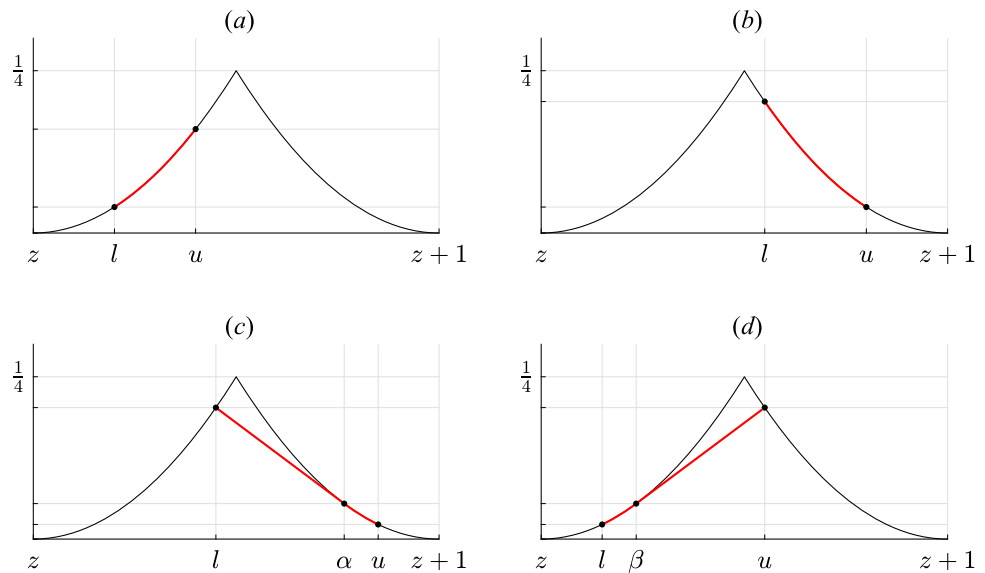 (a) (b)
1/4 1/4
z l u z + 1 z l u z + 1
(c) (d)
1/4 1/4
z l α u z + 1 z l β u z + 1